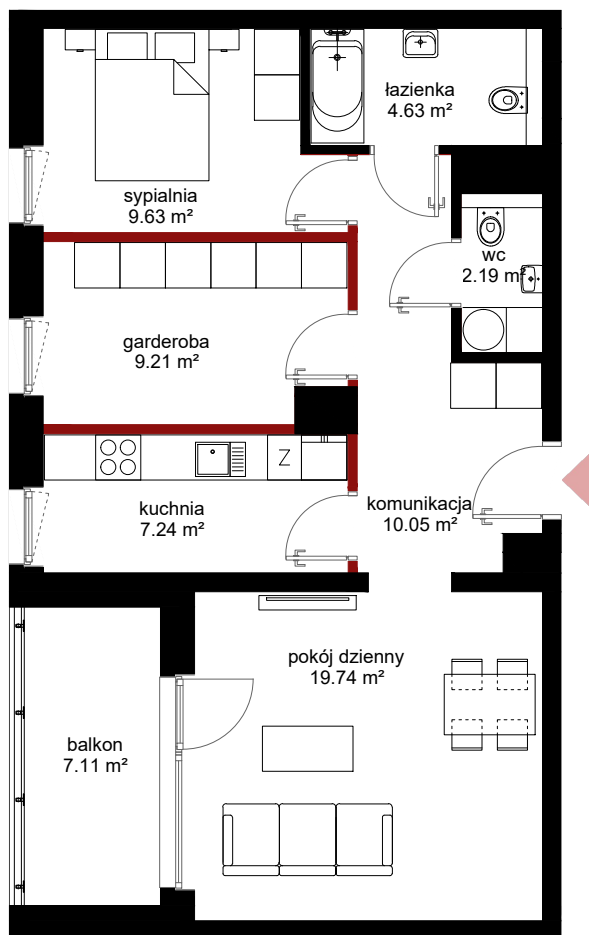 łazienka
4.63 m²
sypialnia
9.63 m²
wc
2.19 m²
garderoba
9.21 m²
Z
kuchnia
7.24 m²
komunikacja
10.05 m²
pokój dzienny
19.74 m²
balkon
7.11 m²